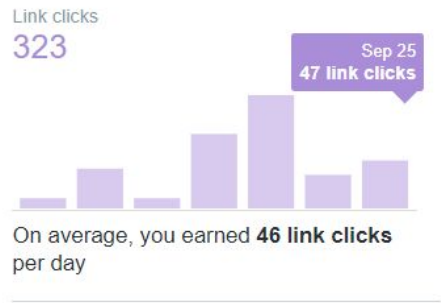 Link clicks
323
Sep 25
47 link clicks
On average, you earned 46 link clicks
per day